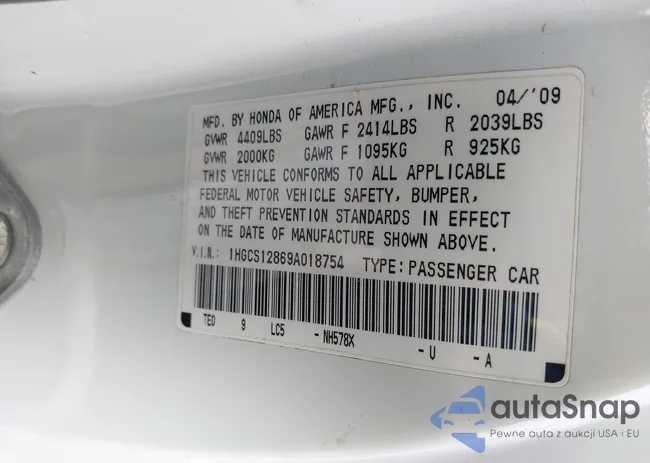 MFD. BY HONDA OF AMERICA MFG., INC. 04/'09
GVWR 4409LBS GAWR F 2414LBS R 2039LBS
GVWR 2000KG GAWR F 1095KG R 925KG
THIS VEHICLE CONFORMS TO ALL APPLICABLE
FEDERAL MOTOR VEHICLE SAFETY, BUMPER,
AND THEFT PREVENTION STANDARDS IN EFFECT
ON THE DATE OF MANUFACTURE SHOWN ABOVE.
V.I.N.: 1HGCS12869A018754 TYPE: PASSENGER CAR
TE0 9 LC5 -NH578X -U -A
autoSnap
Pewne auta z aukcji USA i EU